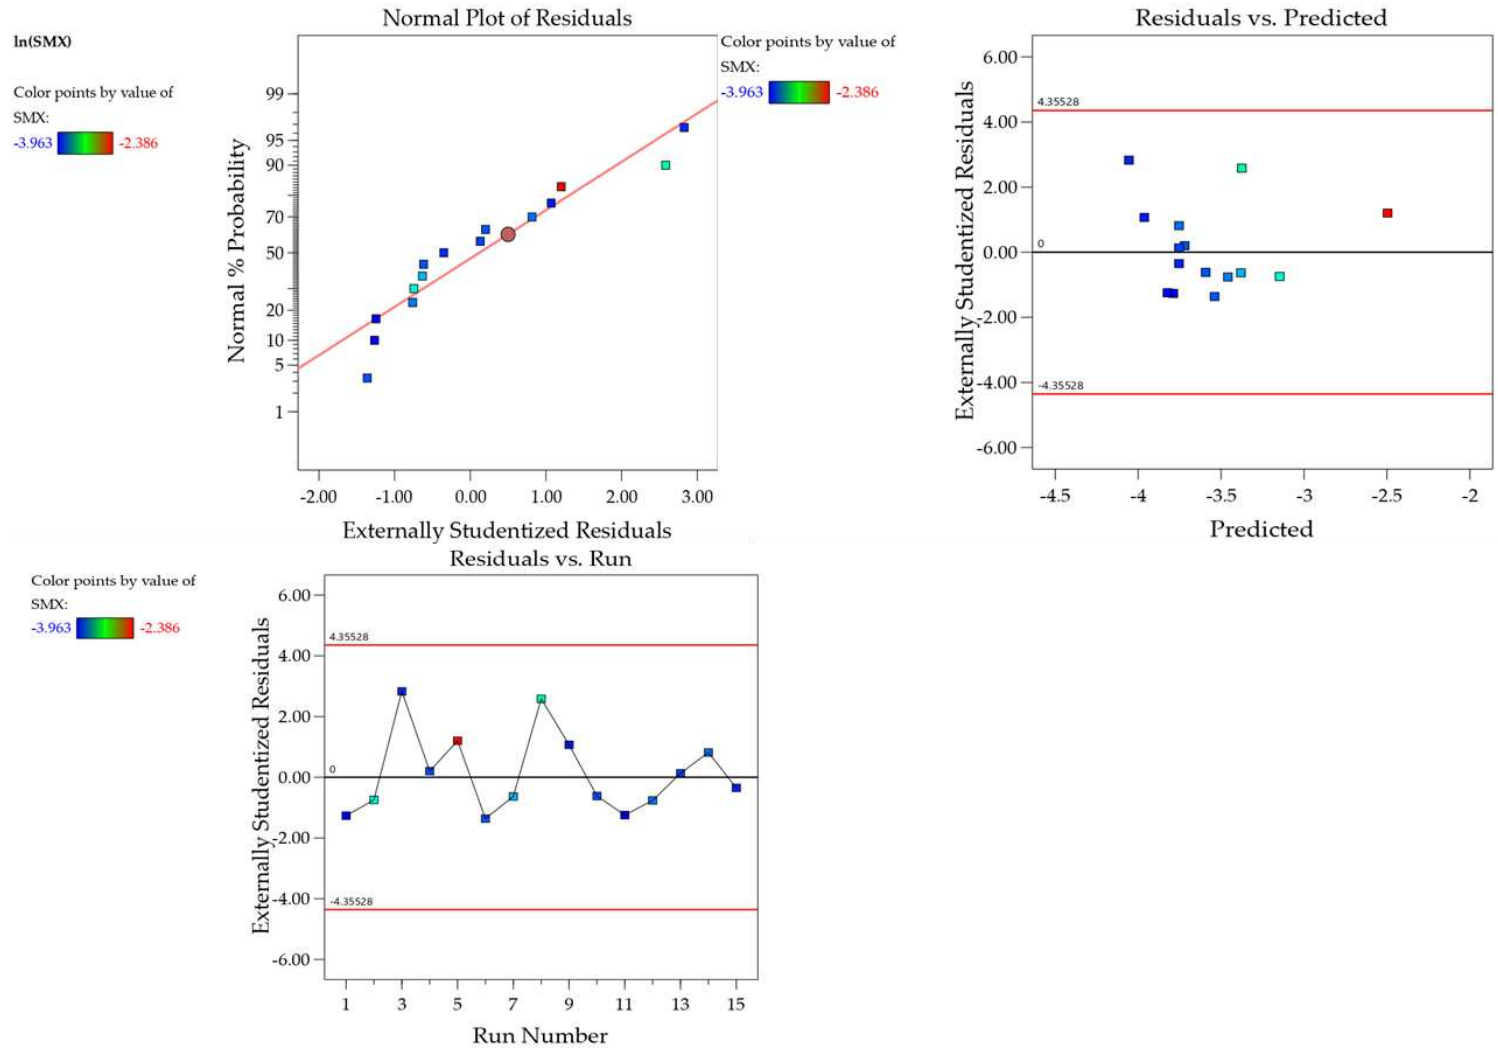 Normal Plot of Residuals
ln(SMX)
Color points by value of
SMX:
-3.963 -2.386
Normal % Probability
99
95
90
70
50
20
10
5
1
-2.00 -1.00 0.00 1.00 2.00 3.00
Externally Studentized Residuals
Residuals vs. Predicted
Color points by value of
SMX:
-3.963 -2.386
Externally Studentized Residuals
6.00
4.00
2.00
0.00
-2.00
-4.00
-6.00
4.35528
0
-4.35528
-4.5 -4 -3.5 -3 -2.5 -2
Predicted
Residuals vs. Run
Color points by value of
SMX:
-3.963 -2.386
Externally Studentized Residuals
6.00
4.00
2.00
0.00
-2.00
-4.00
-6.00
4.35528
0
-4.35528
1 3 5 7 9 11 13 15
Run Number